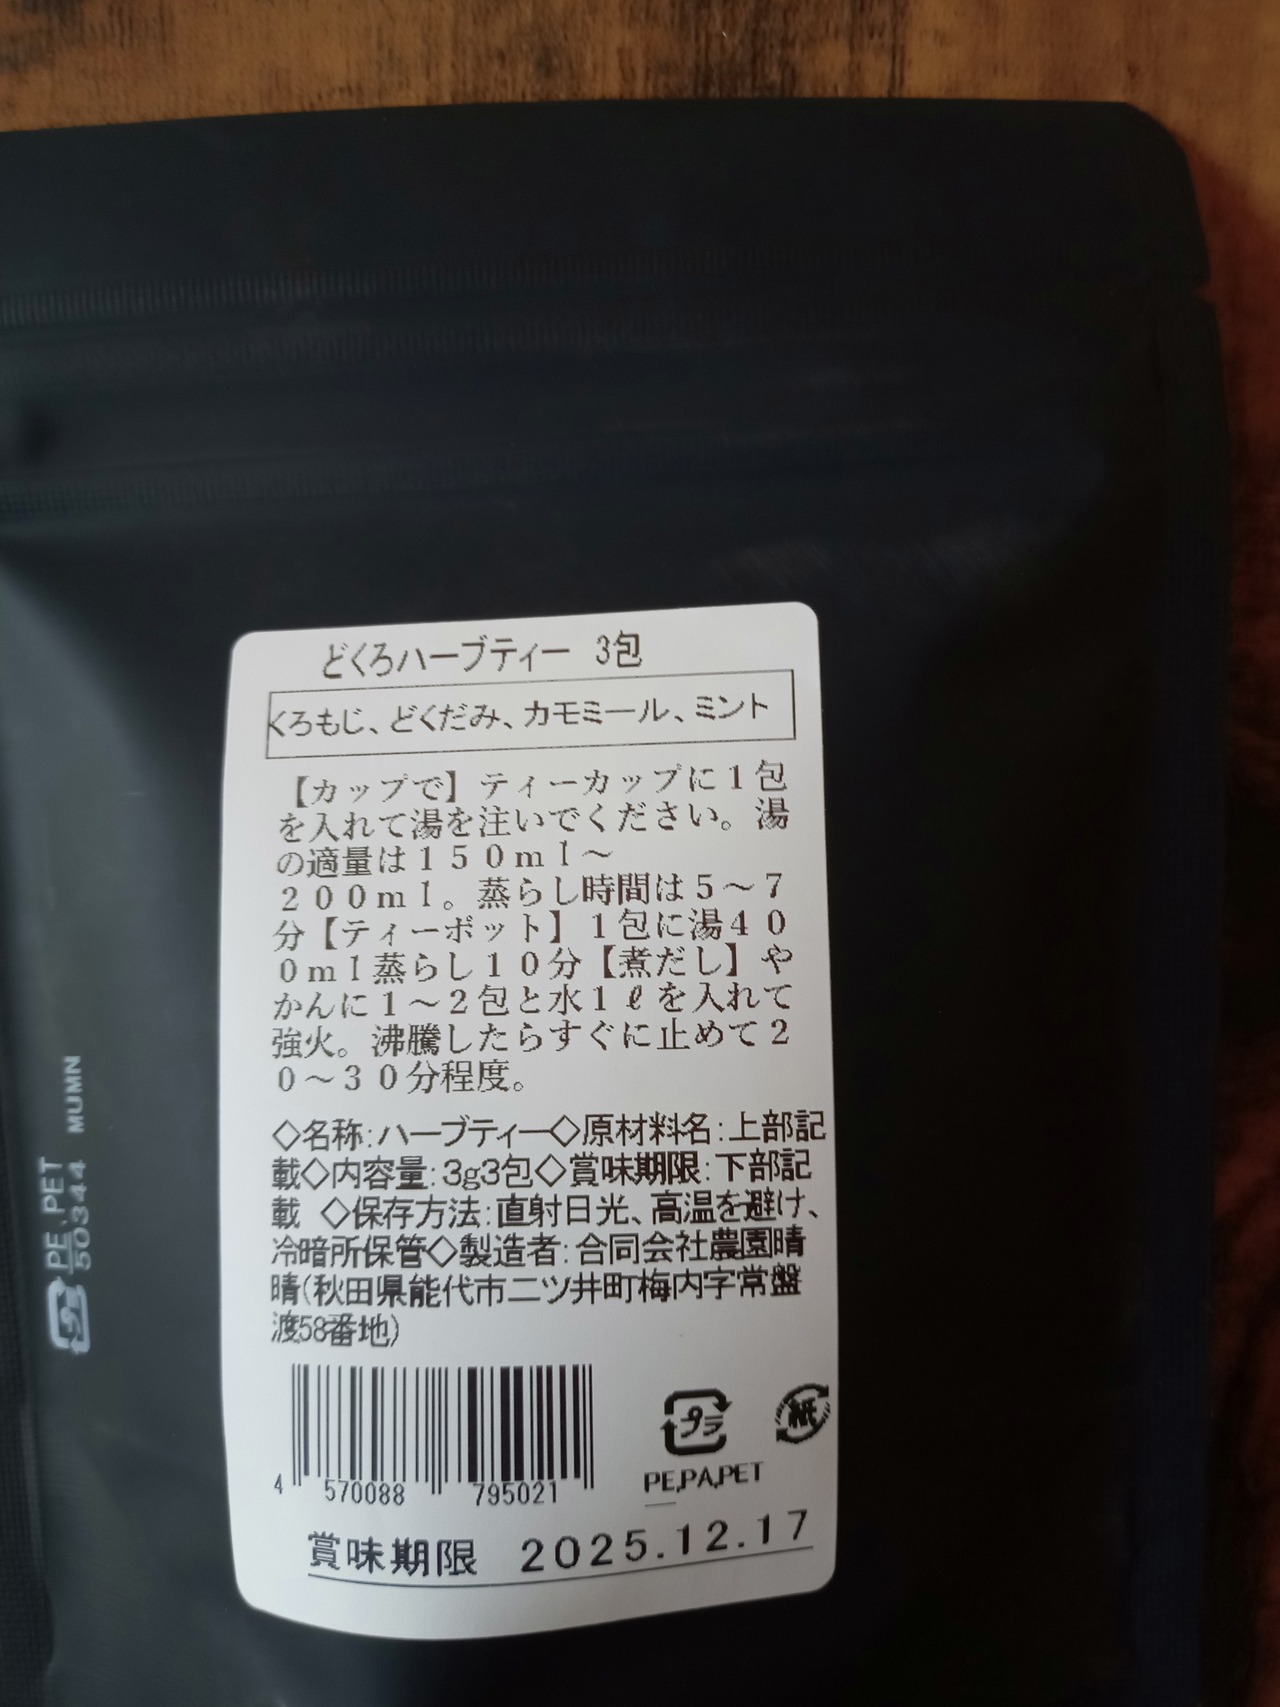 どくろハーブティー 3包
くろもじ、どくだみ、カモミール、ミント
【カップで】ティーカップに１包
を入れて湯を注いでください。湯
の適量は１５０ｍｌ～
２００ｍｌ。蒸らし時間は５～７
分【ティーポット】１包に湯４０
０ｍｌ蒸らし１０分【煮だし】や
かんに１～２包と水１ℓを入れて
強火。沸騰したらすぐに止めて２
０～３０分程度。
◇名称:ハーブティー◇原材料名:上部記
載◇内容量:3g3包◇賞味期限:下部記
載 ◇保存方法:直射日光、高温を避け、
冷暗所保管◇製造者:合同会社農園晴
晴(秋田県能代市二ツ井町梅内字常盤
渡58番地)
4 570088 795021
プラ
紙
PE,PA,PET
賞味期限 2025.12.17
プラ PE,PET
50344 MUMN